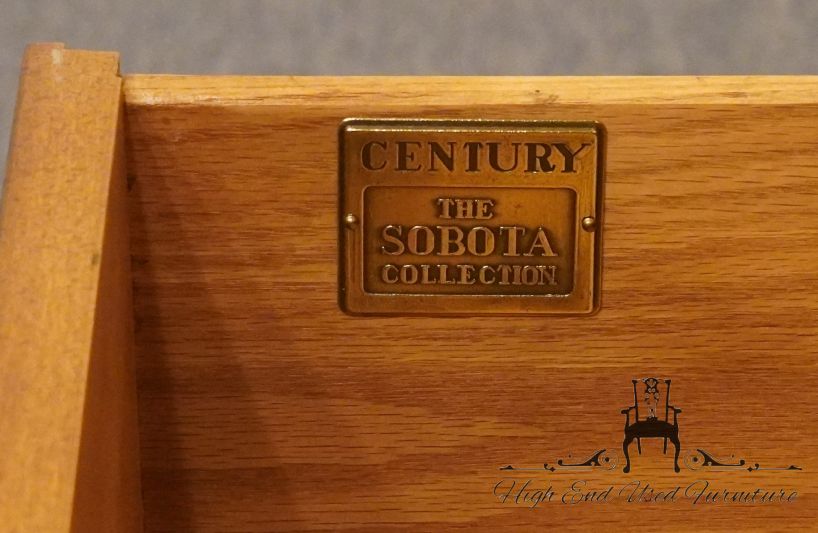 CENTURY
THE
SOBOTA
COLLECTION
High End Used Furniture